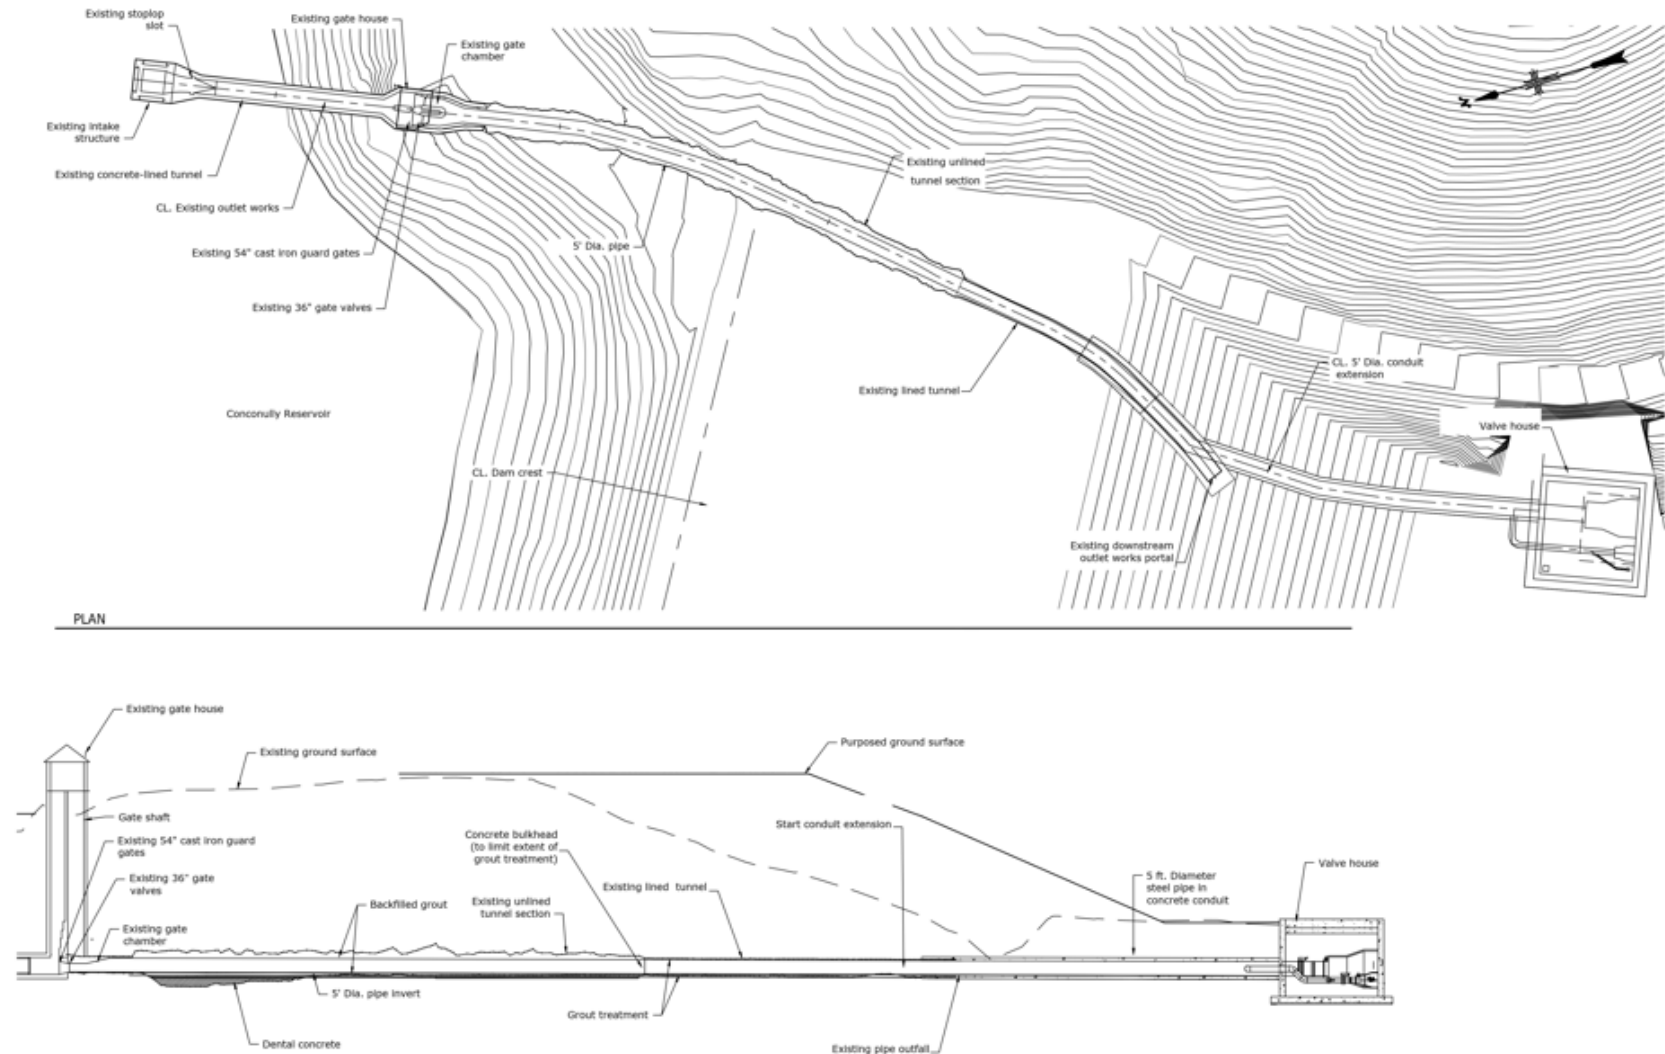 Existing stoplop
slot
Existing gate house
Existing gate
chamber
Existing intake
structure
Existing concrete-lined tunnel
CL. Existing outlet works
Existing 54" cast iron guard gates
Existing 36" gate valves
5' Dia. pipe
Existing unlined
tunnel section
N
Existing lined tunnel
CL. 5' Dia. conduit
extension
Valve house
Conconully Reservoir
CL. Dam crest
Existing downstream
outlet works portal
PLAN
Existing gate house
Existing ground surface
Purposed ground surface
Gate shaft
Existing 54" cast iron guard
gates
Existing 36" gate
valves
Existing gate
chamber
Backfilled grout
Existing unlined
tunnel section
Concrete bulkhead
(to limit extent of
grout treatment)
Existing lined tunnel
Start conduit extension
5 ft. Diameter
steel pipe in
concrete conduit
Valve house
5' Dia. pipe invert
Grout treatment
Dental concrete
Existing pipe outfall